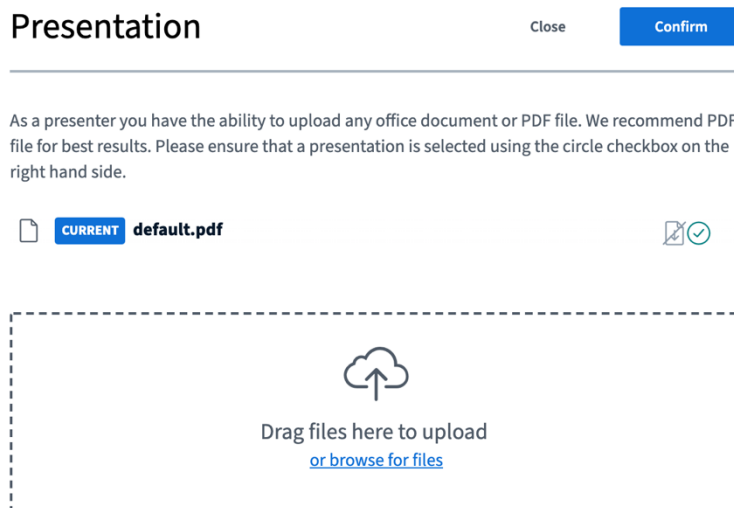 Presentation
Close
Confirm
As a presenter you have the ability to upload any office document or PDF file. We recommend PDF
file for best results. Please ensure that a presentation is selected using the circle checkbox on the
right hand side.
CURRENT default.pdf
Drag files here to upload
or browse for files